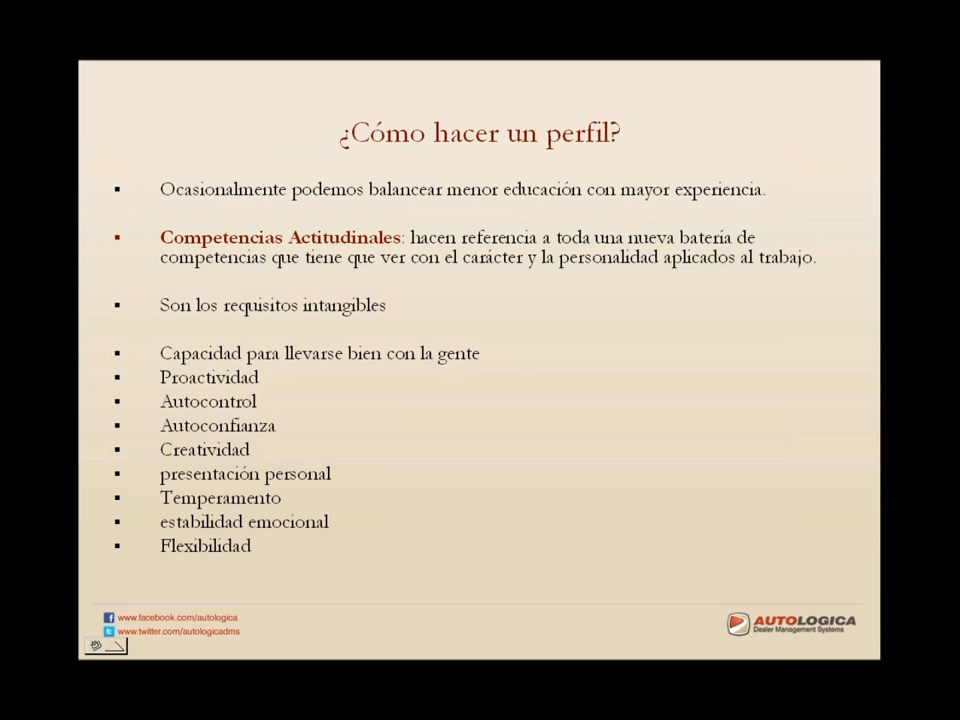 ¿Cómo hacer un perfil?
▪ Ocasionalmente podemos balancear menor educación con mayor experiencia.
▪ Competencias Actitudinales: hacen referencia a toda una nueva batería de
competencias que tiene que ver con el carácter y la personalidad aplicados al trabajo.
▪ Son los requisitos intangibles
▪ Capacidad para llevarse bien con la gente
▪ Proactividad
▪ Autocontrol
▪ Autoconfianza
▪ Creatividad
▪ presentación personal
▪ Temperamento
▪ estabilidad emocional
▪ Flexibilidad
www.facebook.com/autologica
www.twitter.com/autologicadms
AUTOLOGICA
Dealer Management Systems